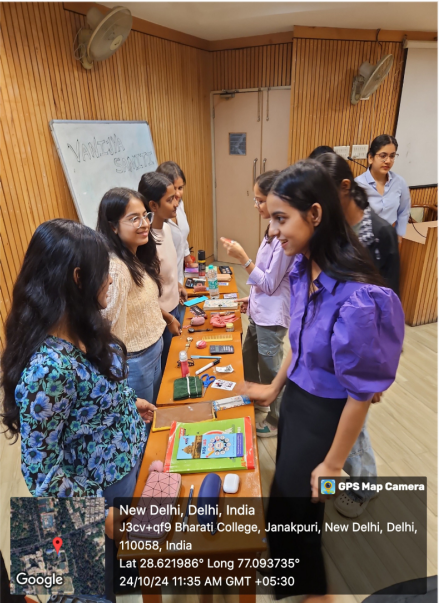 VANIJYA
GPS Map Camera
New Delhi, Delhi, India
J3cv+qf9 Bharati College, Janakpuri, New Delhi, Delhi,
110058, India
Lat 28.621986° Long 77.093735°
24/10/24 11:35 AM GMT +05:30
Google